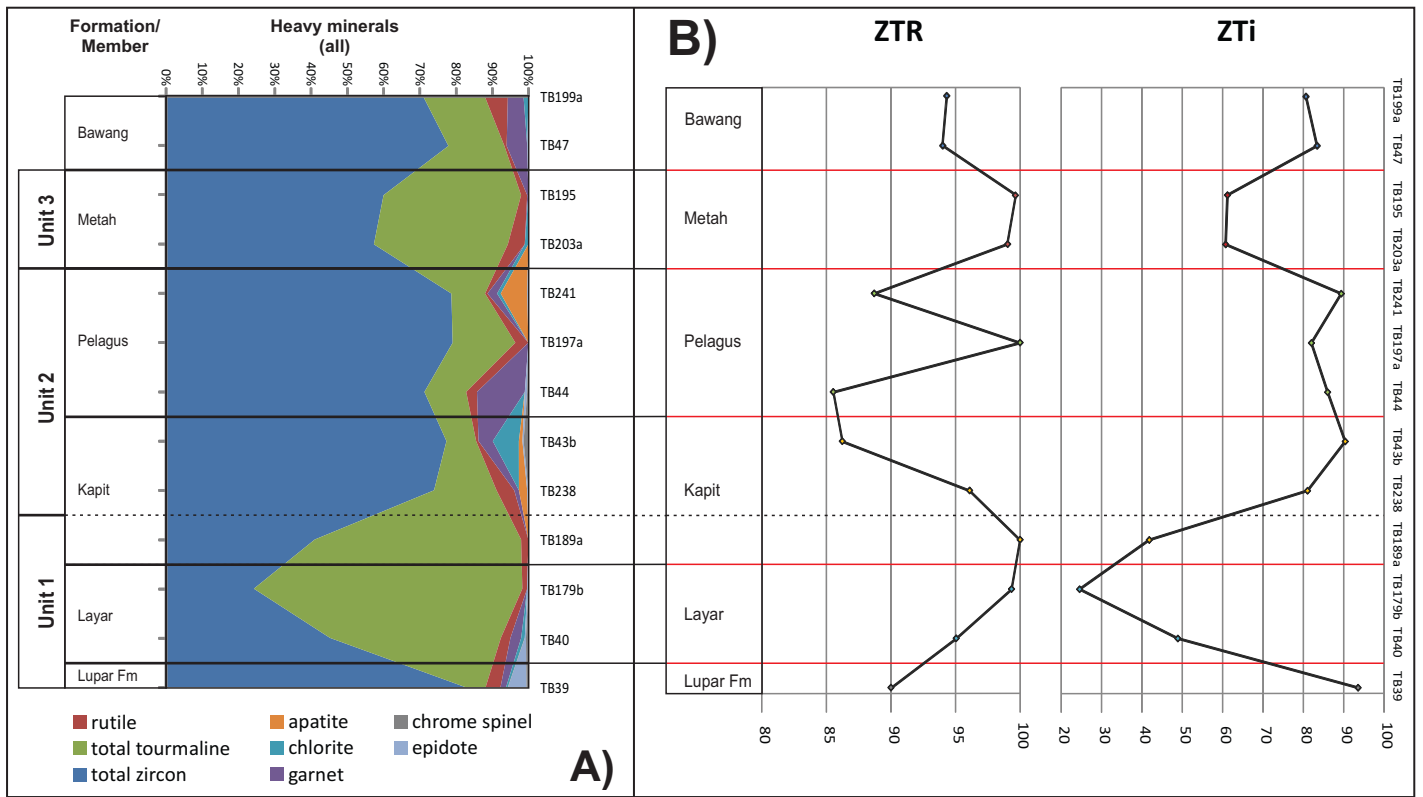 Formation/
Member
Heavy minerals
(all)
0%
10%
20%
30%
40%
50%
60%
70%
80%
90%
100%
Bawang
Metah
Pelagus
Kapit
Layar
Lupar Fm
Unit 3
Unit 2
Unit 1
TB199a
TB47
TB195
TB203a
TB241
TB197a
TB44
TB43b
TB238
TB189a
TB179b
TB40
TB39
rutile
total tourmaline
total zircon
apatite
chlorite
garnet
chrome spinel
epidote
A)
B)
ZTR
ZTi
Bawang
Metah
Pelagus
Kapit
Layar
Lupar Fm
80
85
95
100
20
30
40
50
60
70
80
90
100
TB199a
TB47
TB195
TB203a
TB241
TB197a
TB44
TB43b
TB238
TB189a
TB179b
TB40
TB39